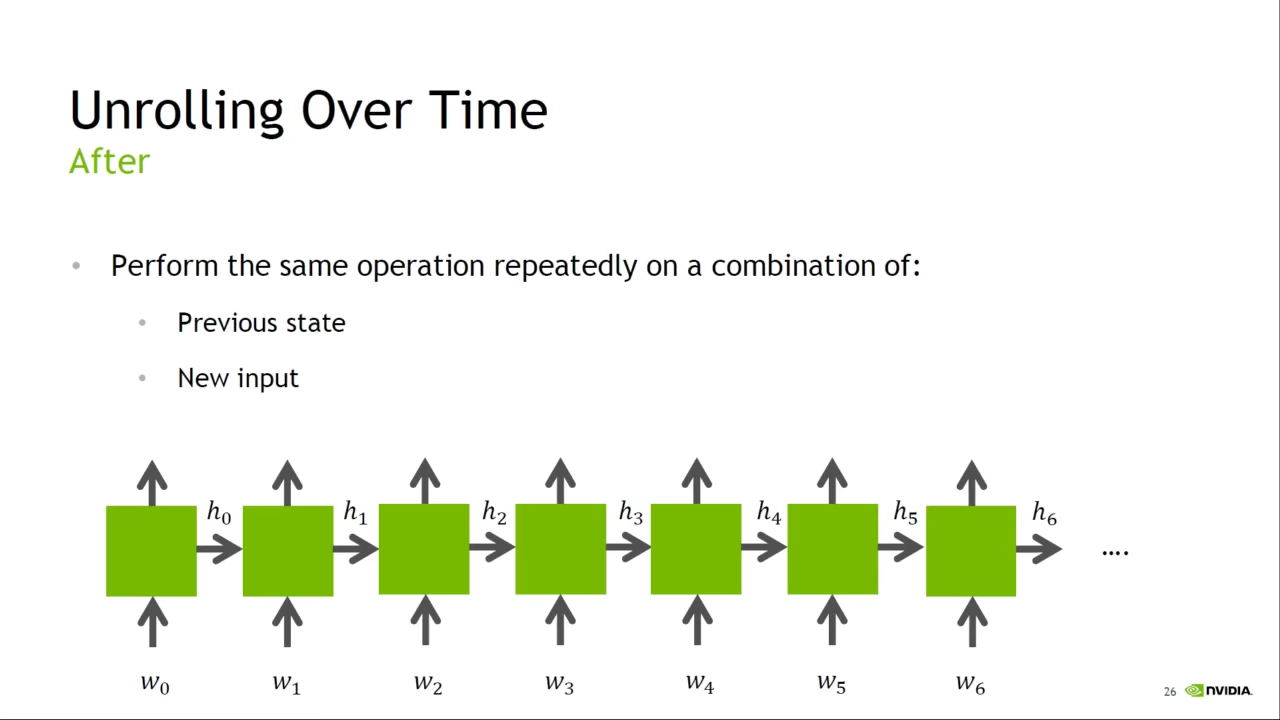 Unrolling Over Time
After
• Perform the same operation repeatedly on a combination of:
• Previous state
• New input
h₀ h₁ h₂ h₃ h₄ h₅ h₆
....
w₀ w₁ w₂ w₃ w₄ w₅ w₆
26 NVIDIA.